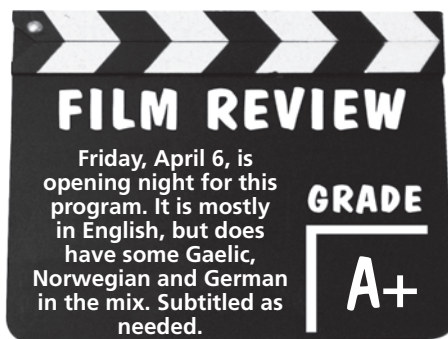 FILM REVIEW
Friday, April 6, is
opening night for this
program. It is mostly
in English, but does
have some Gaelic,
Norwegian and German
in the mix. Subtitled as
needed.
GRADE
A+